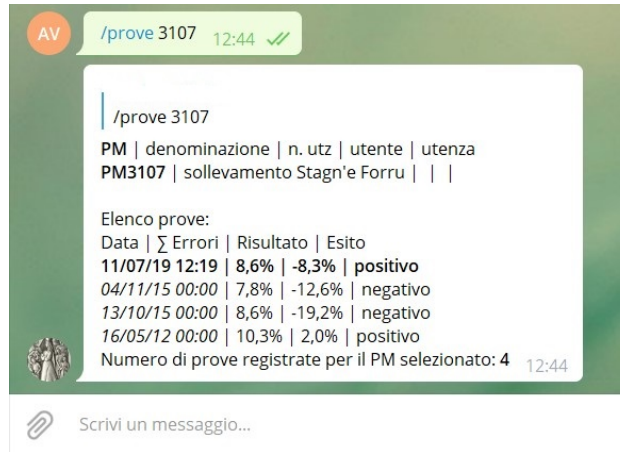 AV
/prove 3107 12:44
/prove 3107
PM | denominazione | n. utz | utente | utenza
PM3107 | sollevamento Stagn'e Forru | | |
Elenco prove:
Data | ∑ Errori | Risultato | Esito
11/07/19 12:19 | 8,6% | -8,3% | positivo
04/11/15 00:00 | 7,8% | -12,6% | negativo
13/10/15 00:00 | 8,6% | -19,2% | negativo
16/05/12 00:00 | 10,3% | 2,0% | positivo
Numero di prove registrate per il PM selezionato: 4 12:44
Scrivi un messaggio...